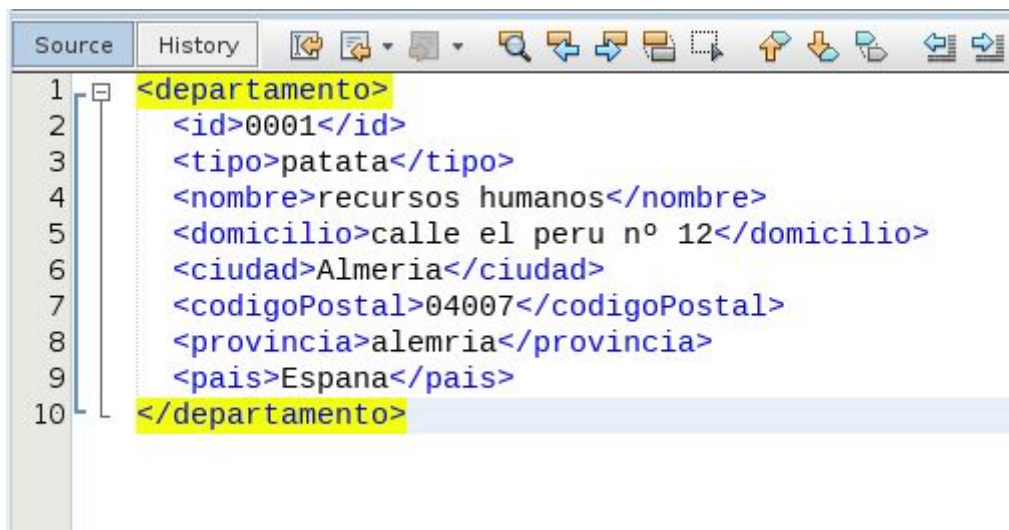 Source History
1 <departamento>
2 <id>0001</id>
3 <tipo>patata</tipo>
4 <nombre>recursos humanos</nombre>
5 <domicilio>calle el peru nº 12</domicilio>
6 <ciudad>Almeria</ciudad>
7 <codigoPostal>04007</codigoPostal>
8 <provincia>alemria</provincia>
9 <pais>Espana</pais>
10 </departamento>